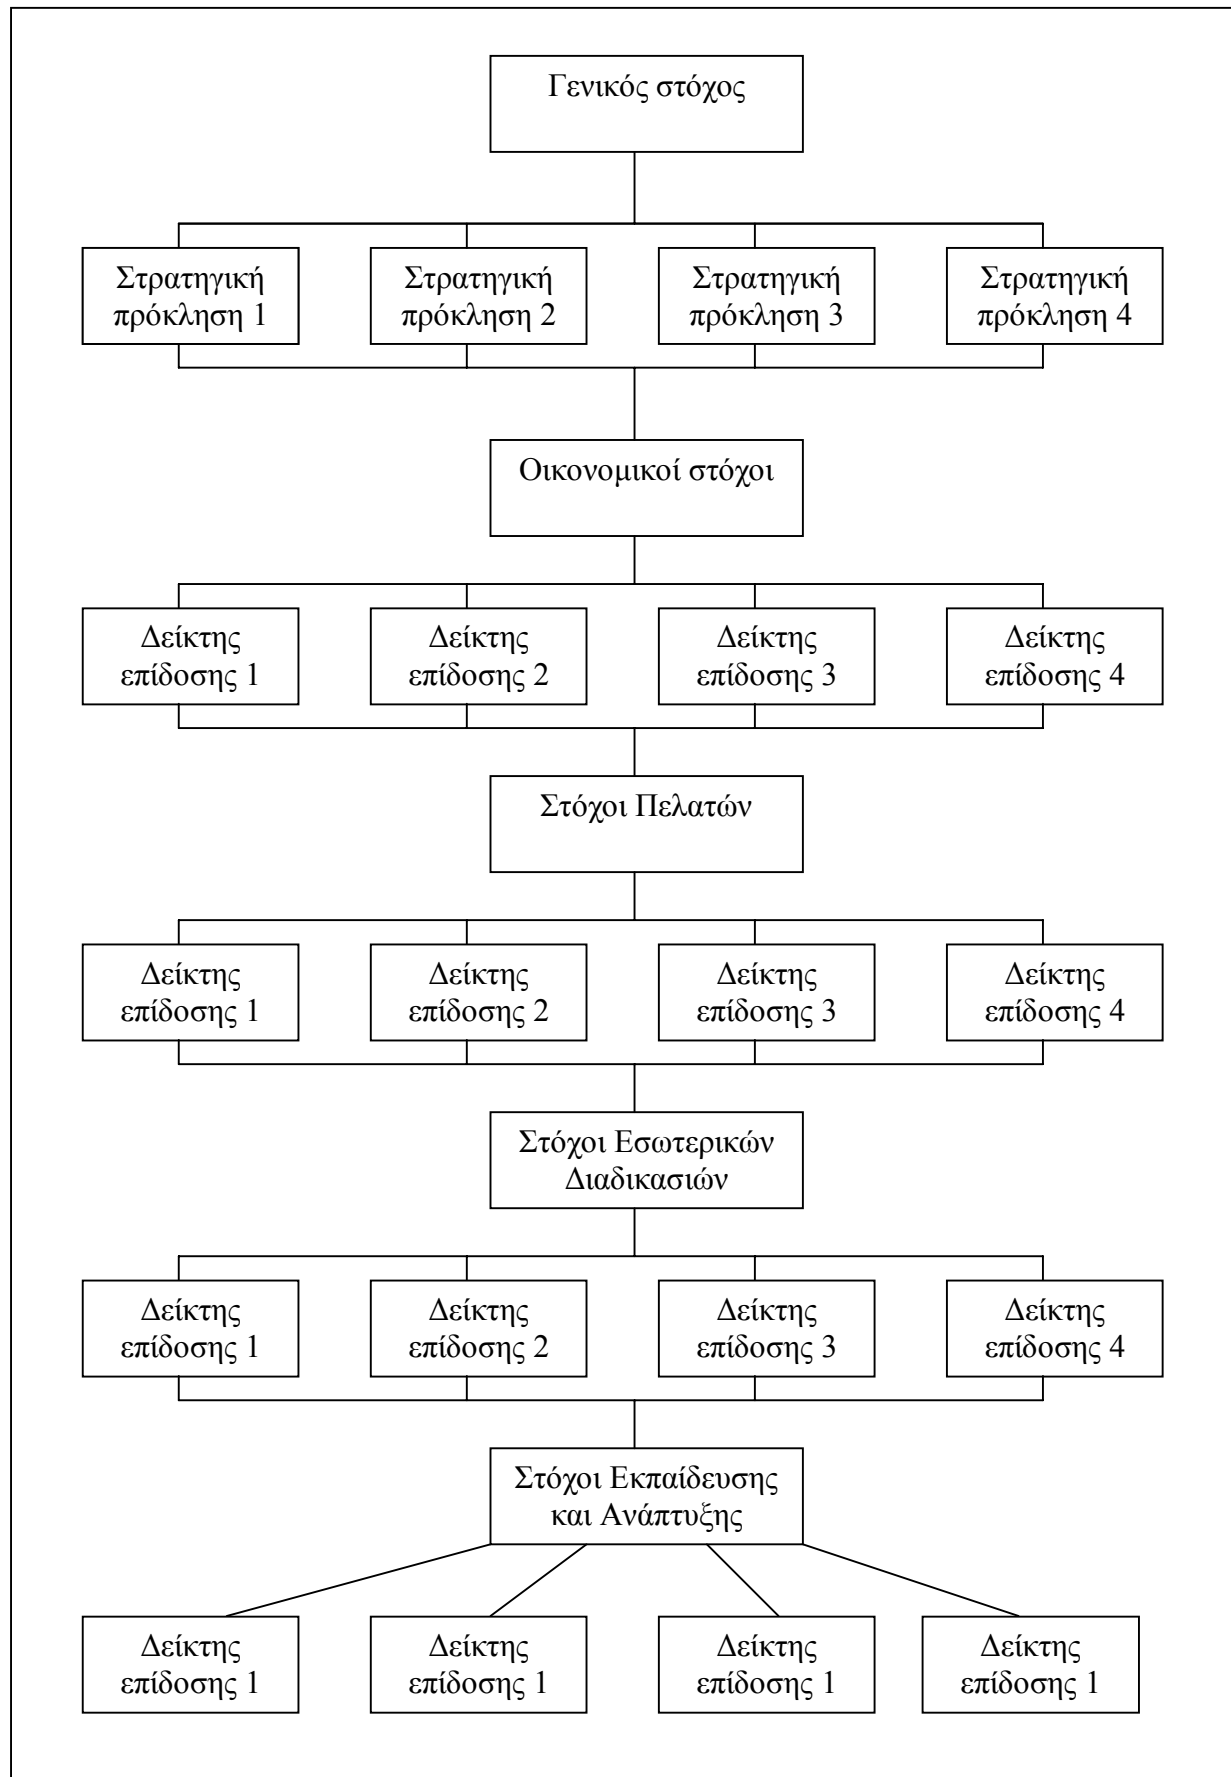 Γενικός στόχος
Στρατηγική
πρόκληση 1
Στρατηγική
πρόκληση 2
Στρατηγική
πρόκληση 3
Στρατηγική
πρόκληση 4
Οικονομικοί στόχοι
Δείκτης
επίδοσης 1
Δείκτης
επίδοσης 2
Δείκτης
επίδοσης 3
Δείκτης
επίδοσης 4
Στόχοι Πελατών
Δείκτης
επίδοσης 1
Δείκτης
επίδοσης 2
Δείκτης
επίδοσης 3
Δείκτης
επίδοσης 4
Στόχοι Εσωτερικών
Διαδικασιών
Δείκτης
επίδοσης 1
Δείκτης
επίδοσης 2
Δείκτης
επίδοσης 3
Δείκτης
επίδοσης 4
Στόχοι Εκπαίδευσης
και Ανάπτυξης
Δείκτης
επίδοσης 1
Δείκτης
επίδοσης 1
Δείκτης
επίδοσης 1
Δείκτης
επίδοσης 1